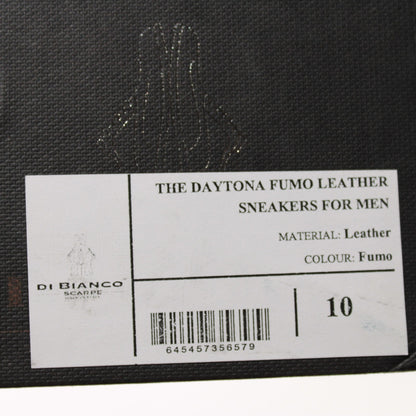 THE DAYTONA FUMO LEATHER
SNEAKERS FOR MEN
MATERIAL: Leather
COLOUR: Fumo
DI BIANCO
SCARPE
645457356579
10